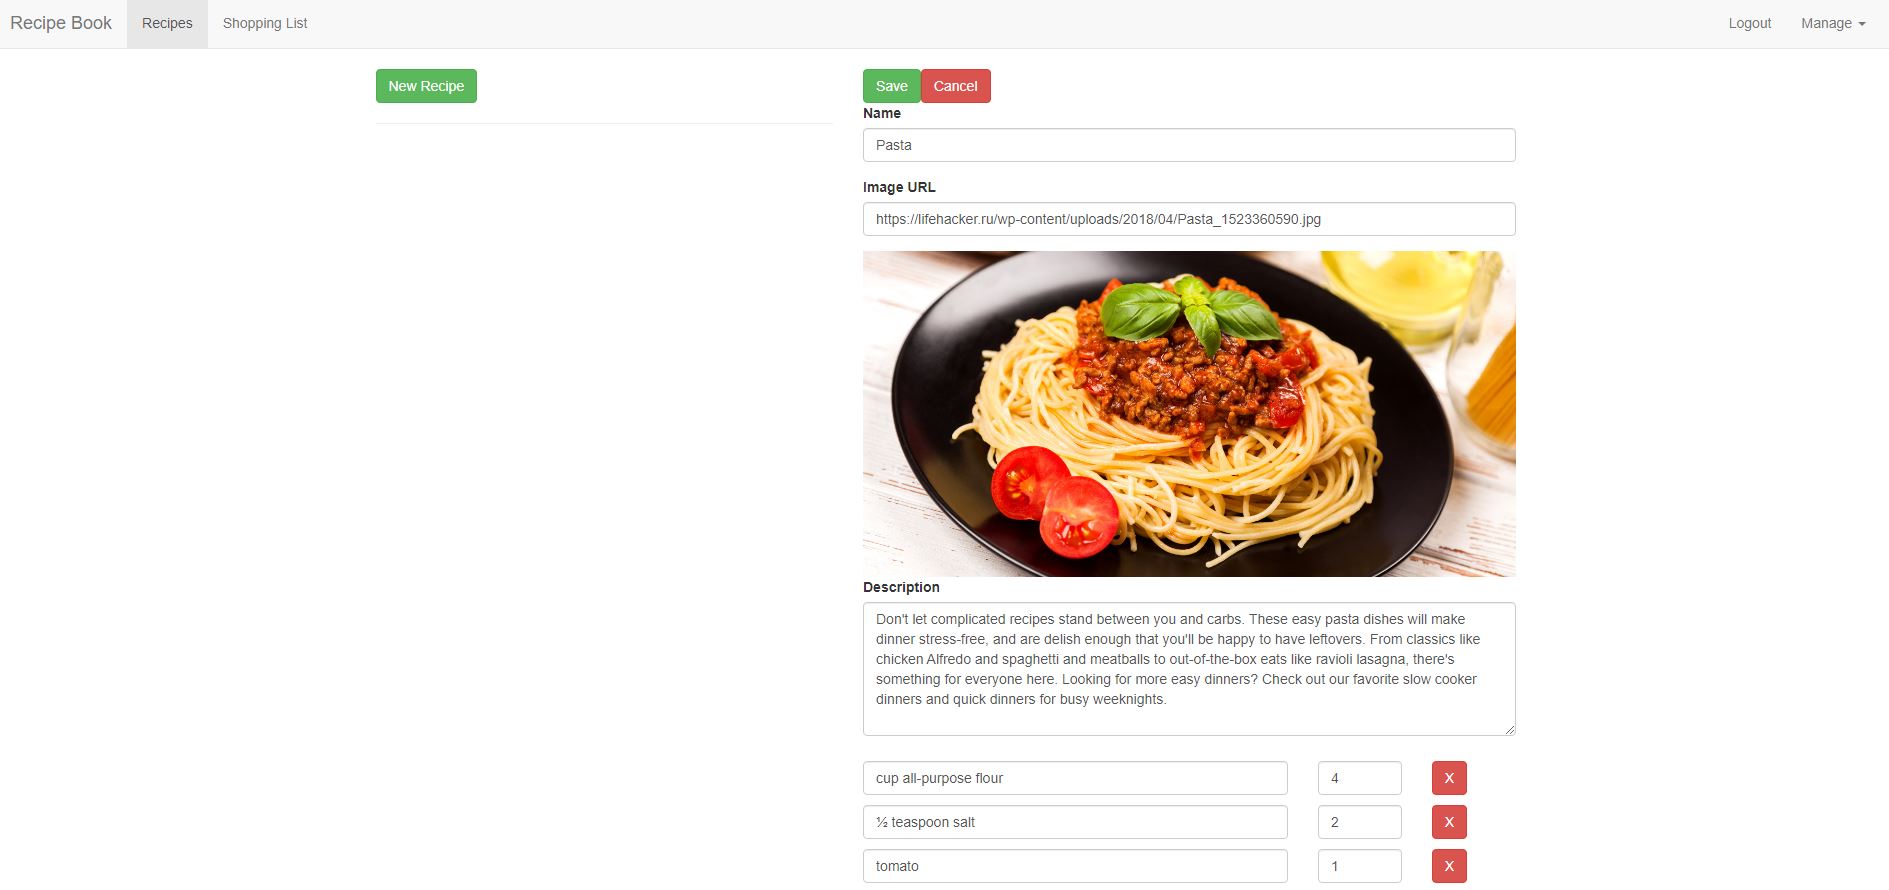 Recipe Book Recipes Shopping List Logout Manage
New Recipe
Save Cancel
Name
Pasta
Image URL
https://lifehacker.ru/wp-content/uploads/2018/04/Pasta_1523360590.jpg
Description
Don't let complicated recipes stand between you and carbs. These easy pasta dishes will make
dinner stress-free, and are delish enough that you'll be happy to have leftovers. From classics like
chicken Alfredo and spaghetti and meatballs to out-of-the-box eats like ravioli lasagna, there's
something for everyone here. Looking for more easy dinners? Check out our favorite slow cooker
dinners and quick dinners for busy weeknights.
cup all-purpose flour 4 X
½ teaspoon salt 2 X
tomato 1 X